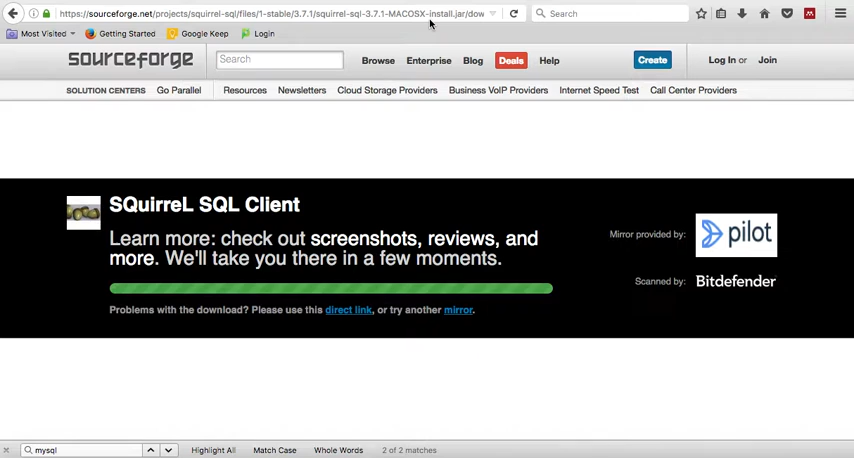 https://sourceforge.net/projects/squirrel-sql/files/1-stable/3.7.1/squirrel-sql-3.7.1-MACOSX-install.jar/dow
Search
Most Visited Getting Started Google Keep Login
sourceforge Search Browse Enterprise Blog Deals Help Create Log In or Join
SOLUTION CENTERS Go Parallel Resources Newsletters Cloud Storage Providers Business VoIP Providers Internet Speed Test Call Center Providers
SQuirreL SQL Client
Learn more: check out screenshots, reviews, and
more. We'll take you there in a few moments.
Problems with the download? Please use this direct link, or try another mirror.
Mirror provided by: pilot
Scanned by: Bitdefender
mysql Highlight All Match Case Whole Words 2 of 2 matches